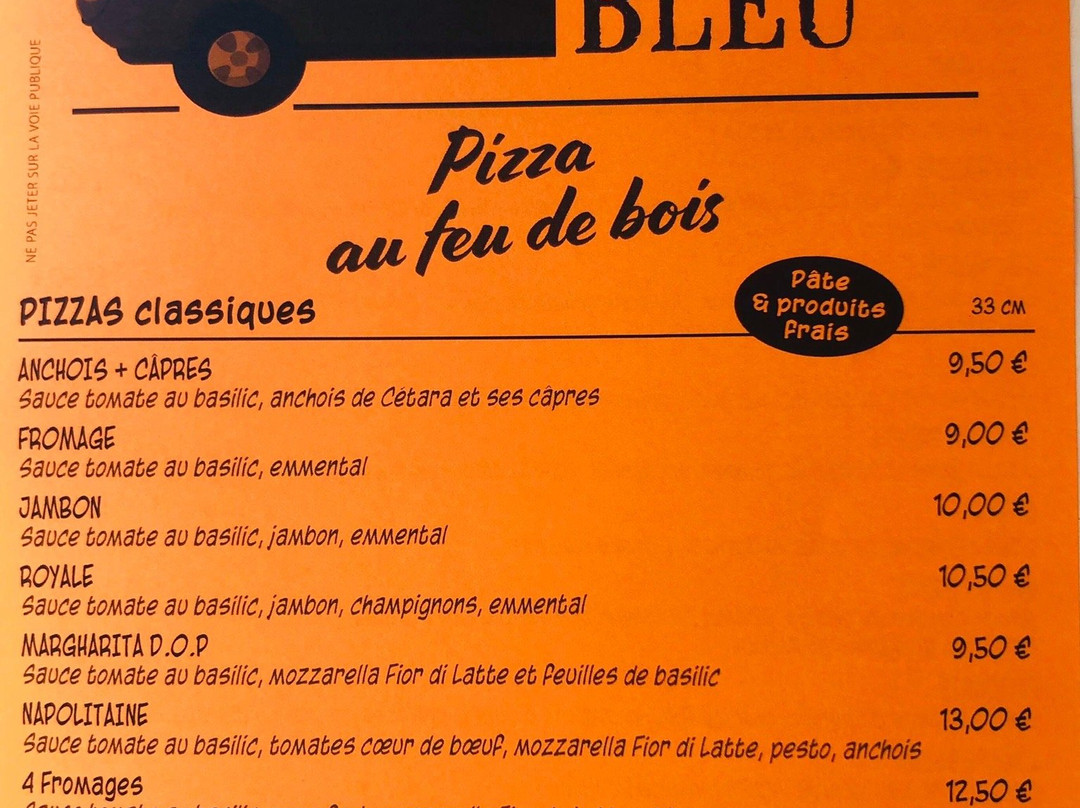 BLEU
NE PAS JETER SUR LA VOIE PUBLIQUE
Pizza
au feu de bois
Pâte
& produits
frais
PIZZAS classiques 33 CM
ANCHOIS + CÂPRES 9,50 €
Sauce tomate au basilic, anchois de Cétara et ses câpres
FROMAGE 9,00 €
Sauce tomate au basilic, emmental
JAMBON 10,00 €
Sauce tomate au basilic, jambon, emmental
ROYALE 10,50 €
Sauce tomate au basilic, jambon, champignons, emmental
MARGHARITA D.O.P 9,50 €
Sauce tomate au basilic, mozzarella Fior di Latte et feuilles de basilic
NAPOLITAINE 13,00 €
Sauce tomate au basilic, tomates cœur de bœuf, mozzarella Fior di Latte, pesto, anchois
4 Fromages 12,50 €